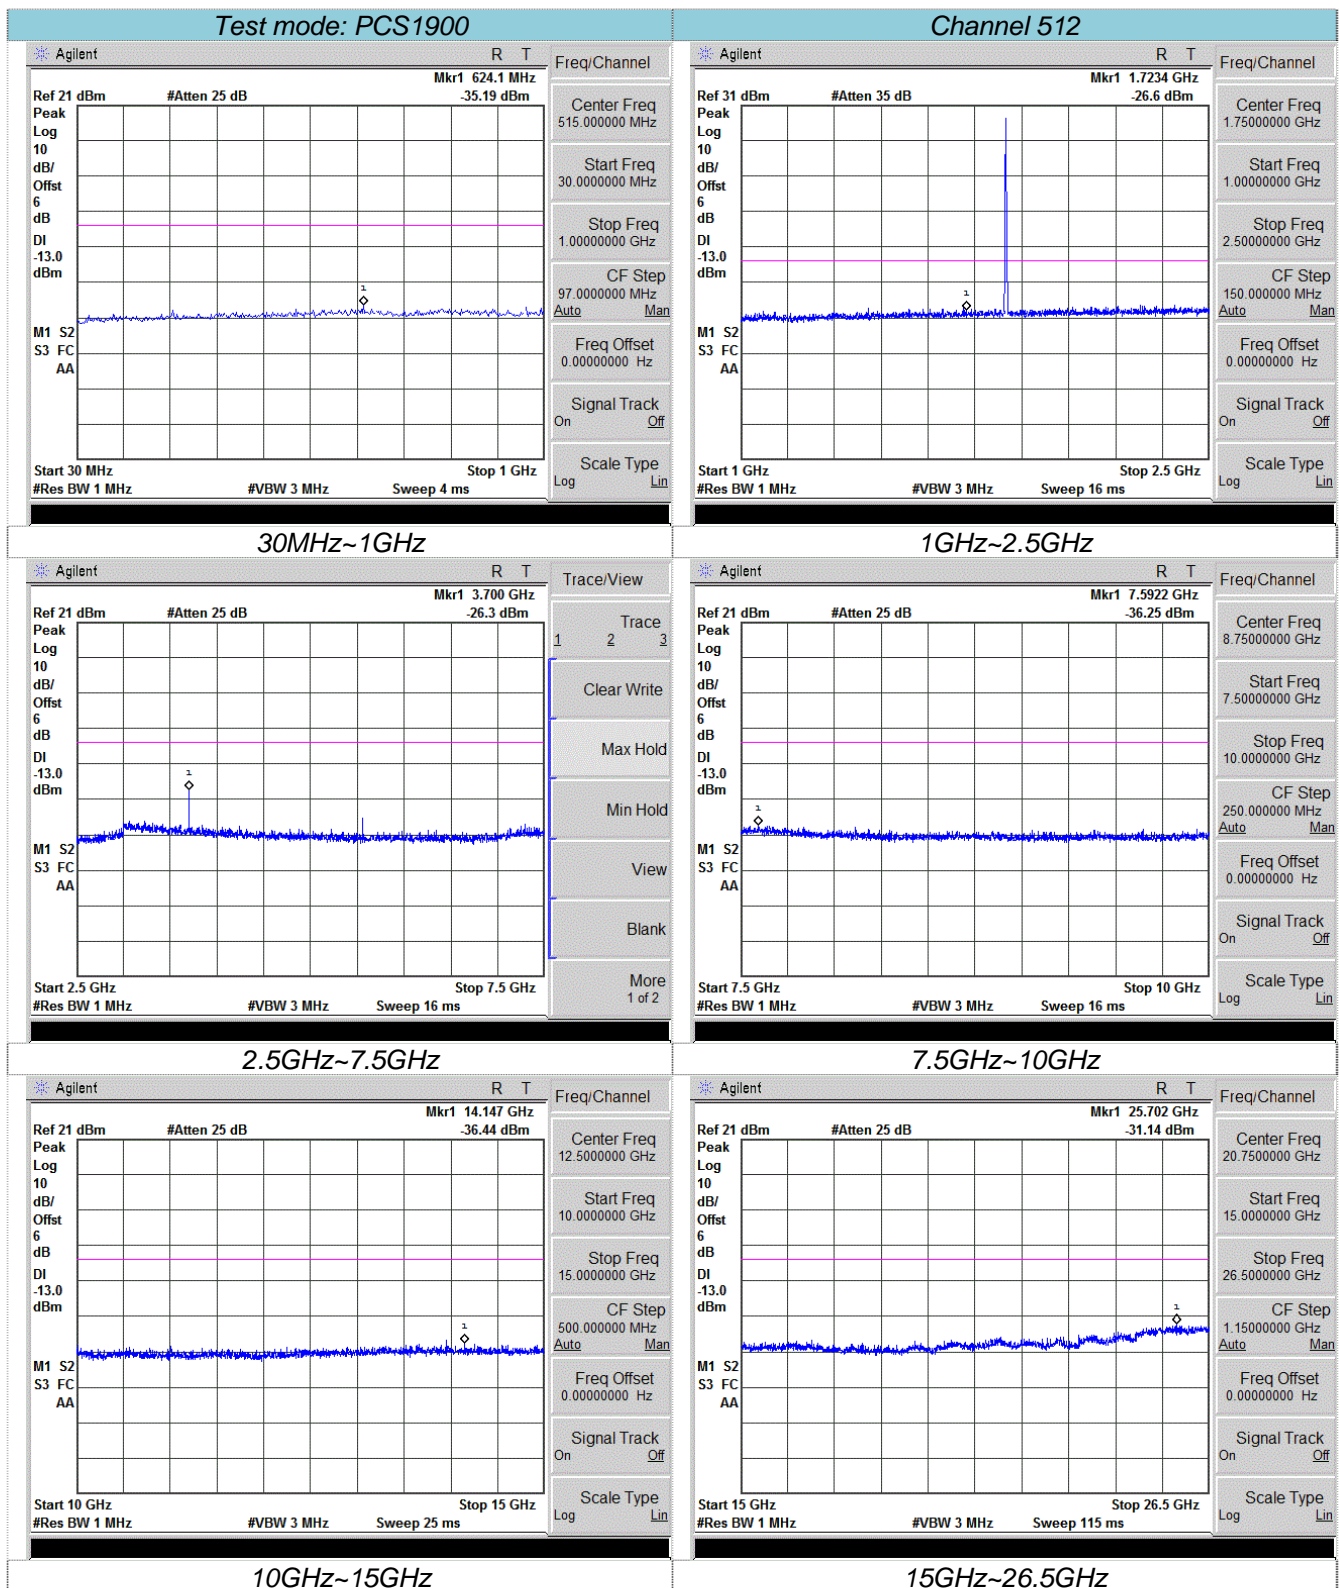 Test mode: PCS1900
Channel 512
Agilent
R T
Freq/Channel
Mkr1 624.1 MHz
Ref 21 dBm
#Atten 25 dB
-35.19 dBm
Peak
Log
10
dB/
Offst
6
dB
DI
-13.0
dBm
M1 S2
S3 FC
AA
1
Start 30 MHz
Stop 1 GHz
#Res BW 1 MHz
#VBW 3 MHz
Sweep 4 ms
Center Freq
515.000000 MHz
Start Freq
30.0000000 MHz
Stop Freq
1.00000000 GHz
CF Step
97.0000000 MHz
Auto Man
Freq Offset
0.00000000 Hz
Signal Track
On Off
Scale Type
Log Lin
Agilent
R T
Freq/Channel
Mkr1 1.7234 GHz
Ref 31 dBm
#Atten 35 dB
-26.6 dBm
Peak
Log
10
dB/
Offst
6
dB
DI
-13.0
dBm
M1 S2
S3 FC
AA
1
Start 1 GHz
Stop 2.5 GHz
#Res BW 1 MHz
#VBW 3 MHz
Sweep 16 ms
Center Freq
1.75000000 GHz
Start Freq
1.00000000 GHz
Stop Freq
2.50000000 GHz
CF Step
150.000000 MHz
Auto Man
Freq Offset
0.00000000 Hz
Signal Track
On Off
Scale Type
Log Lin
30MHz~1GHz
1GHz~2.5GHz
Agilent
R T
Trace/View
Mkr1 3.700 GHz
Ref 21 dBm
#Atten 25 dB
-26.3 dBm
Peak
Log
10
dB/
Offst
6
dB
DI
-13.0
dBm
M1 S2
S3 FC
AA
1
Start 2.5 GHz
Stop 7.5 GHz
#Res BW 1 MHz
#VBW 3 MHz
Sweep 16 ms
Trace
1 2 3
Clear Write
Max Hold
Min Hold
View
Blank
More
1 of 2
Agilent
R T
Freq/Channel
Mkr1 7.5922 GHz
Ref 21 dBm
#Atten 25 dB
-36.25 dBm
Peak
Log
10
dB/
Offst
6
dB
DI
-13.0
dBm
M1 S2
S3 FC
AA
1
Start 7.5 GHz
Stop 10 GHz
#Res BW 1 MHz
#VBW 3 MHz
Sweep 16 ms
Center Freq
8.75000000 GHz
Start Freq
7.50000000 GHz
Stop Freq
10.0000000 GHz
CF Step
250.000000 MHz
Auto Man
Freq Offset
0.00000000 Hz
Signal Track
On Off
Scale Type
Log Lin
2.5GHz~7.5GHz
7.5GHz~10GHz
Agilent
R T
Freq/Channel
Mkr1 14.147 GHz
Ref 21 dBm
#Atten 25 dB
-36.44 dBm
Peak
Log
10
dB/
Offst
6
dB
DI
-13.0
dBm
M1 S2
S3 FC
AA
1
Start 10 GHz
Stop 15 GHz
#Res BW 1 MHz
#VBW 3 MHz
Sweep 25 ms
Center Freq
12.5000000 GHz
Start Freq
10.0000000 GHz
Stop Freq
15.0000000 GHz
CF Step
500.000000 MHz
Auto Man
Freq Offset
0.00000000 Hz
Signal Track
On Off
Scale Type
Log Lin
Agilent
R T
Freq/Channel
Mkr1 25.702 GHz
Ref 21 dBm
#Atten 25 dB
-31.14 dBm
Peak
Log
10
dB/
Offst
6
dB
DI
-13.0
dBm
M1 S2
S3 FC
AA
1
Start 15 GHz
Stop 26.5 GHz
#Res BW 1 MHz
#VBW 3 MHz
Sweep 115 ms
Center Freq
20.7500000 GHz
Start Freq
15.0000000 GHz
Stop Freq
26.5000000 GHz
CF Step
1.15000000 GHz
Auto Man
Freq Offset
0.00000000 Hz
Signal Track
On Off
Scale Type
Log Lin
10GHz~15GHz
15GHz~26.5GHz